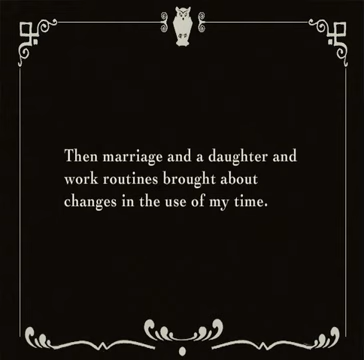 Then marriage and a daughter and
work routines brought about
changes in the use of my time.